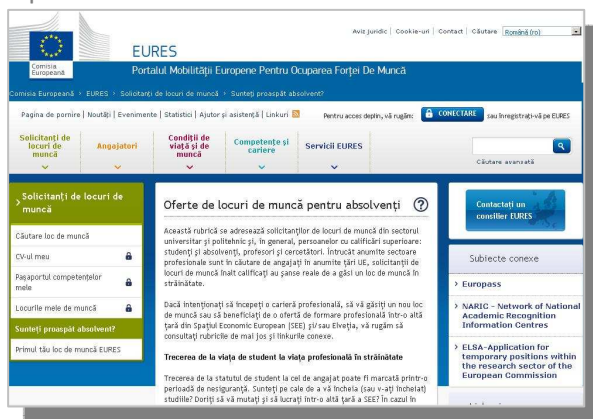 Aviz juridic | Cookie-uri | Contact | Căutare Română (ro)
Comisia
Europeană
EURES
Portalul Mobilității Europene Pentru Ocuparea Forței De Muncă
Comisia Europeană > EURES > Solicitanți de locuri de muncă > Sunteți proaspăt absolvent?
Pagina de pornire | Noutăți | Evenimente | Statistici | Ajutor și asistență | Linkuri
Pentru acces deplin, vă rugăm: CONECTARE sau înregistrați-vă pe EURES
Solicitanți de
locuri de
muncă
Angajatori
Condiții de
viață și de
muncă
Competențe și
cariere
Servicii EURES
Căutare avansată
Solicitanți de locuri de
muncă
Căutare loc de muncă
CV-ul meu
Pașaportul competențelor
mele
Locurile mele de muncă
Sunteți proaspăt absolvent?
Primul tău loc de muncă EURES
Oferte de locuri de muncă pentru absolvenți ?
Această rubrică se adresează solicitanților de locuri de muncă din sectorul
universitar și politehnic și, în general, persoanelor cu calificări superioare:
studenți și absolvenți, profesori și cercetători. Întrucât anumite sectoare
profesionale sunt în căutare de angajați în anumite țări UE, solicitanții de
locuri de muncă înalt calificați au șanse reale de a găsi un loc de muncă în
străinătate.
Dacă intenționați să începeți o carieră profesională, să vă găsiți un nou loc
de muncă sau să beneficiați de o ofertă de formare profesională într-o altă
țară din Spațiul Economic European (SEE) și/sau Elveția, vă rugăm să
consultați rubricile de mai jos și linkurile conexe.
Trecerea de la viața de student la viața profesională în străinătate
Trecerea de la statutul de student la cel de angajat poate fi marcată printr-o
perioadă de nesiguranță. Sunteți pe cale de a vă încheia (sau v-ați încheiat)
studiile? Doriți să vă mutați și să lucrați într-o altă țară a SEE? În cazul în
Contactați un
consilier EURES
Subiecte conexe
> Europass
> NARIC - Network of National
Academic Recognition
Information Centres
> ELSA-Application for
temporary positions within
the research sector of the
European Commission